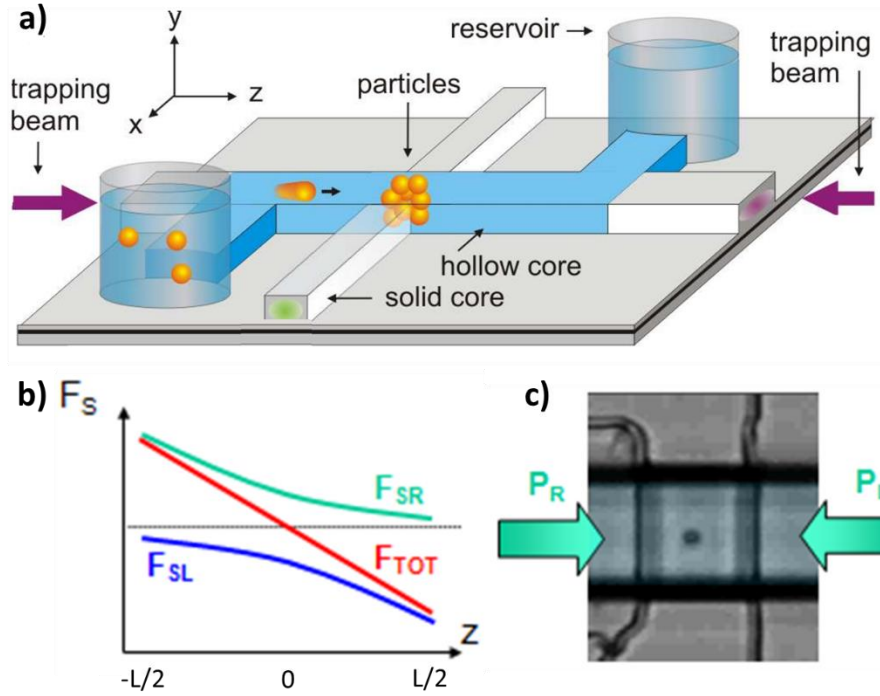 a)
y
z
x
trapping
beam
particles
reservoir
trapping
beam
hollow core
solid core
b)
F_S
F_SR
F_SL
F_TOT
z
-L/2
0
L/2
c)
P_R
P